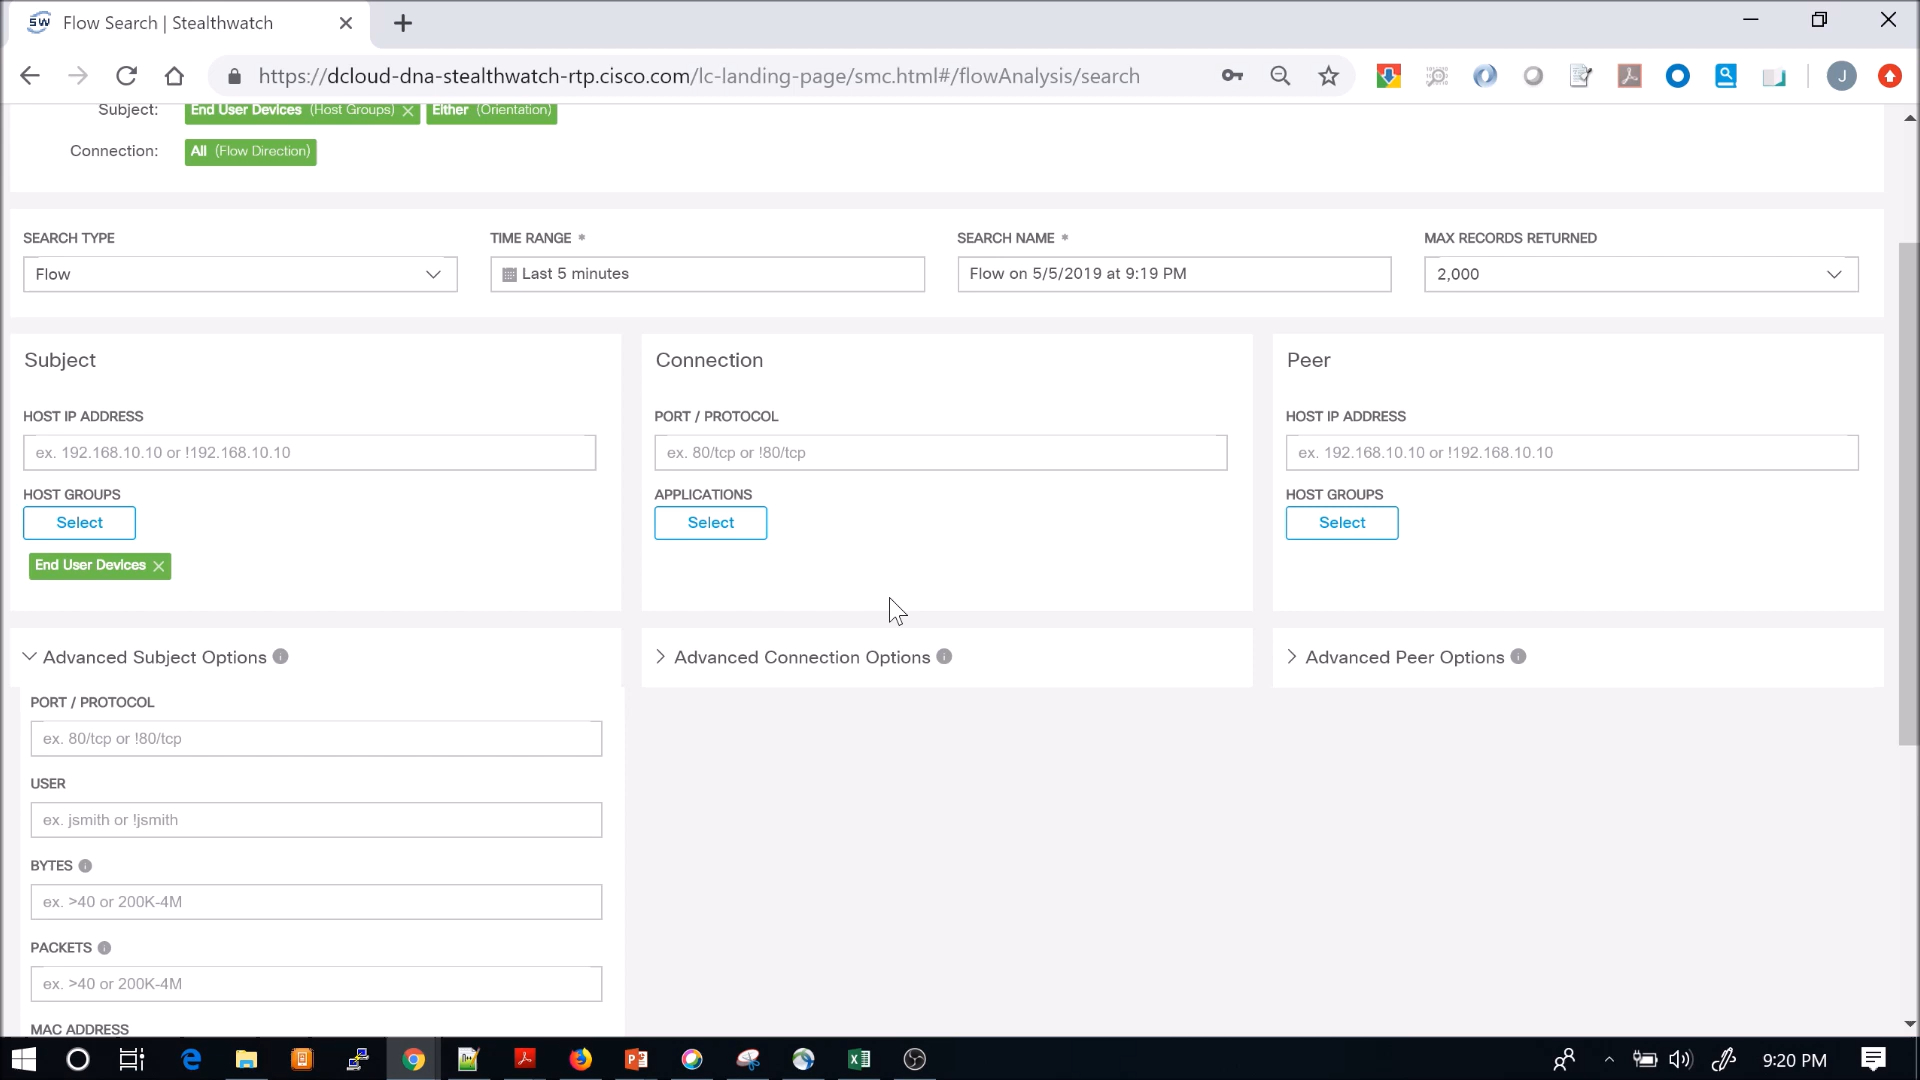 SW Flow Search | Stealthwatch
https://dcloud-dna-stealthwatch-rtp.cisco.com/lc-landing-page/smc.html#/flowAnalysis/search
J
Subject: End User Devices (Host Groups) Either (Orientation)
Connection: All (Flow Direction)
SEARCH TYPE TIME RANGE * SEARCH NAME * MAX RECORDS RETURNED
Flow Last 5 minutes Flow on 5/5/2019 at 9:19 PM 2,000
Subject Connection Peer
HOST IP ADDRESS PORT / PROTOCOL HOST IP ADDRESS
ex. 192.168.10.10 or !192.168.10.10 ex. 80/tcp or !80/tcp ex. 192.168.10.10 or !192.168.10.10
HOST GROUPS APPLICATIONS HOST GROUPS
Select Select Select
End User Devices
Advanced Subject Options Advanced Connection Options Advanced Peer Options
PORT / PROTOCOL
ex. 80/tcp or !80/tcp
USER
ex. jsmith or !jsmith
BYTES
ex. >40 or 200K-4M
PACKETS
ex. >40 or 200K-4M
MAC ADDRESS
9:20 PM